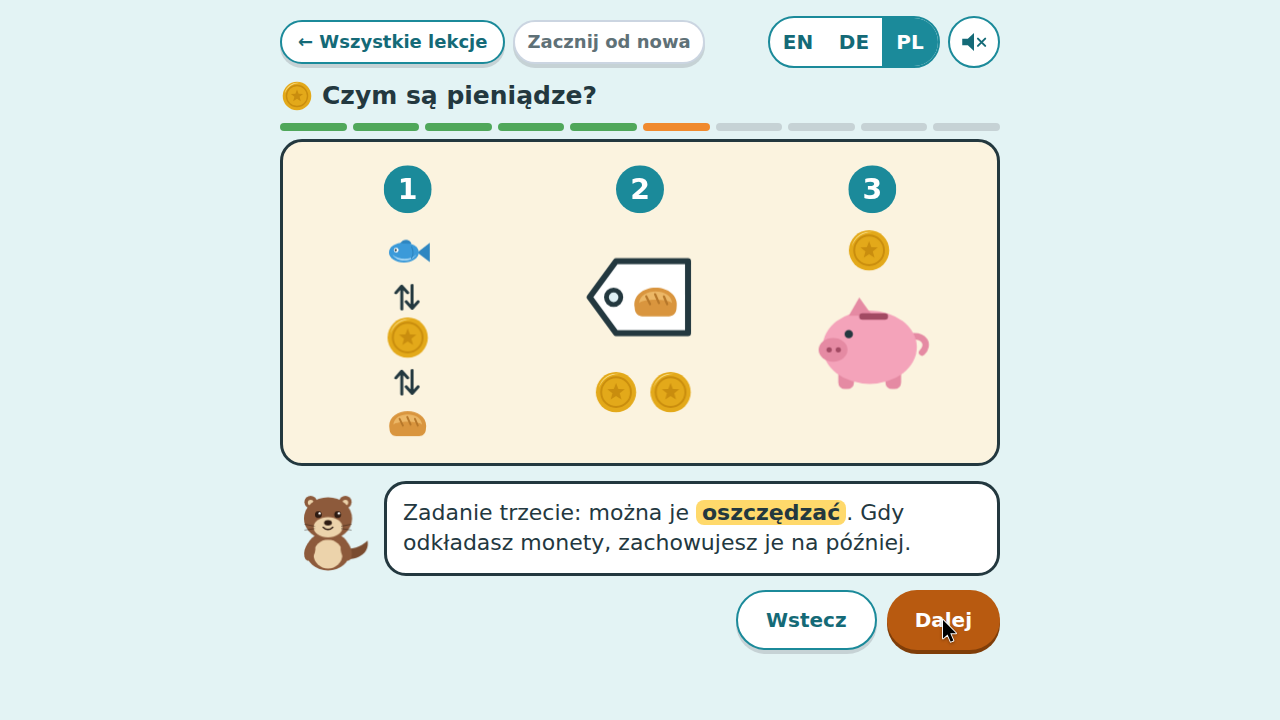 ← Wszystkie lekcje
Zacznij od nowa
EN DE PL
Czym są pieniądze?
1 2 3
Zadanie trzecie: można je oszczędzać. Gdy
odkładasz monety, zachowujesz je na później.
Wstecz
Dalej